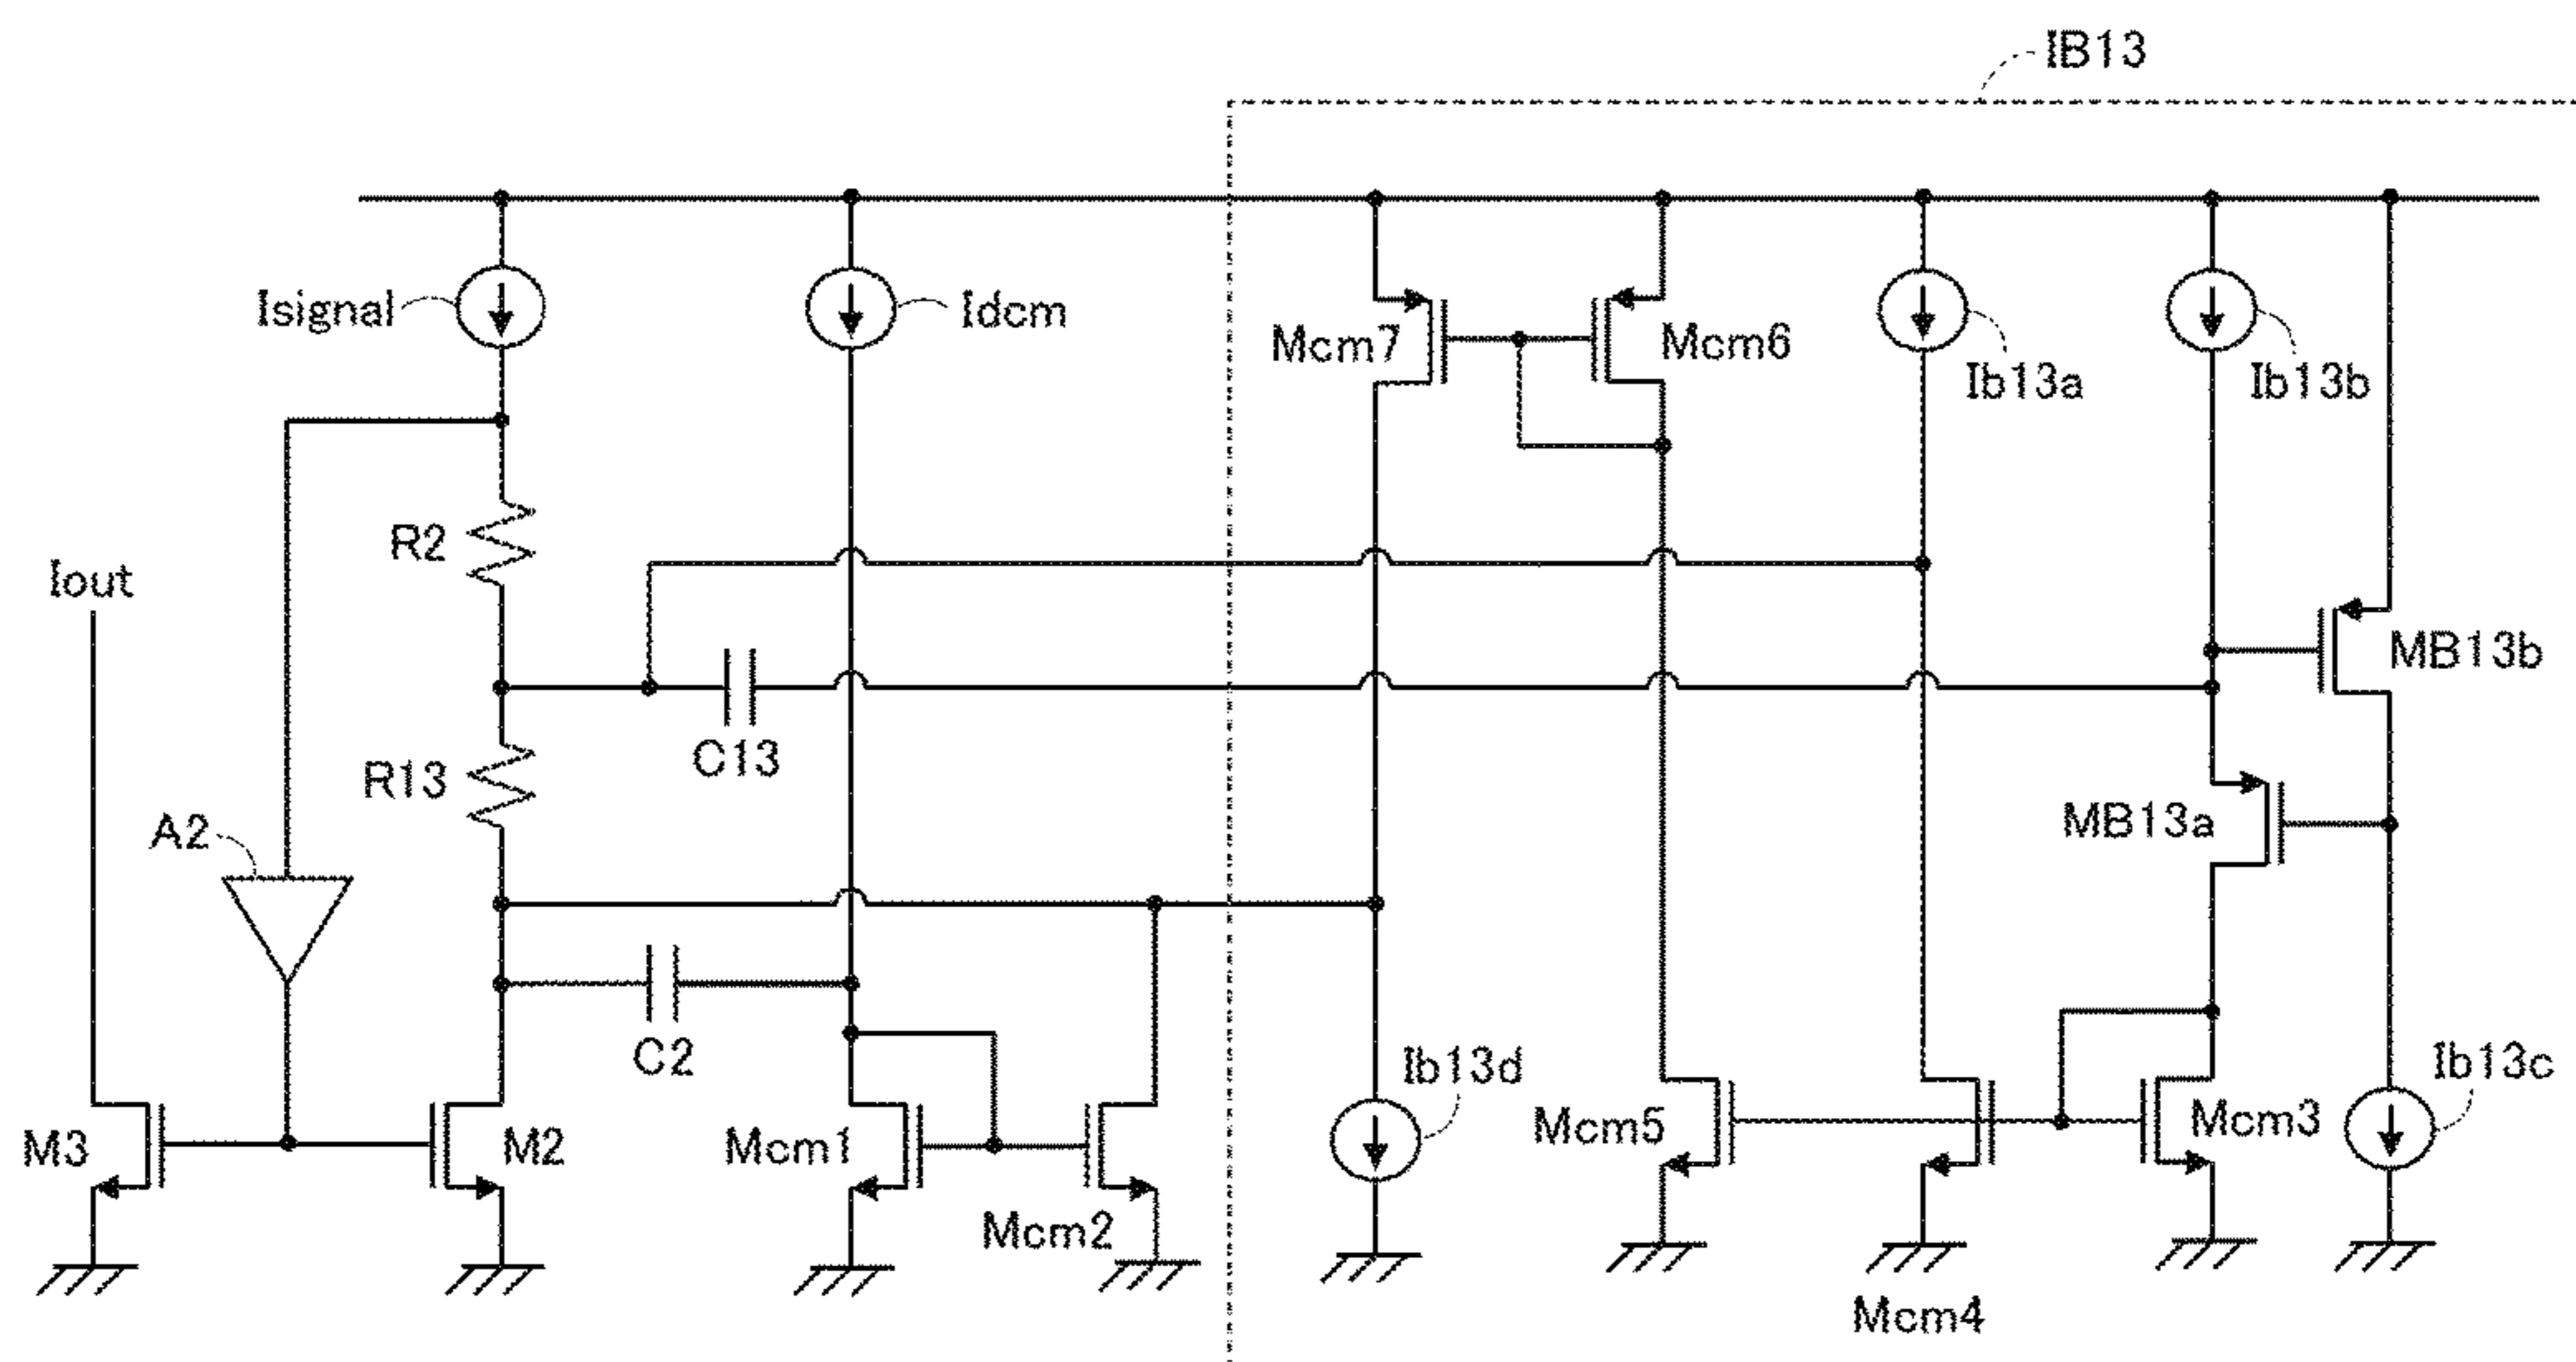 IB13
Isignal
Idcm
Mcm7
Mcm6
Ib13a
Ib13b
R2
Iout
MB13b
C13
R13
A2
MB13a
C2
Ib13d
Ib13c
M3
M2
Mcm1
Mcm5
Mcm3
Mcm2
Mcm4